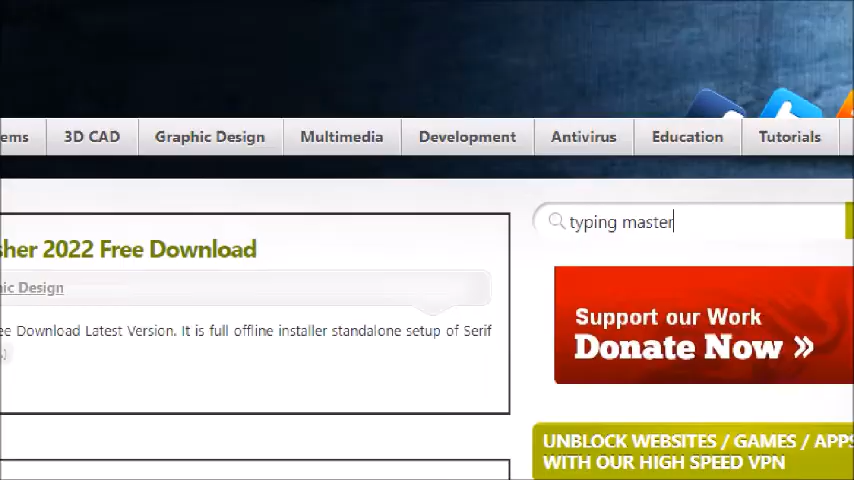 ems 3D CAD Graphic Design Multimedia Development Antivirus Education Tutorials
typing master
sher 2022 Free Download
ic Design
ee Download Latest Version. It is full offline installer standalone setup of Serif
Support our Work
Donate Now »
UNBLOCK WEBSITES / GAMES / APPS
WITH OUR HIGH SPEED VPN